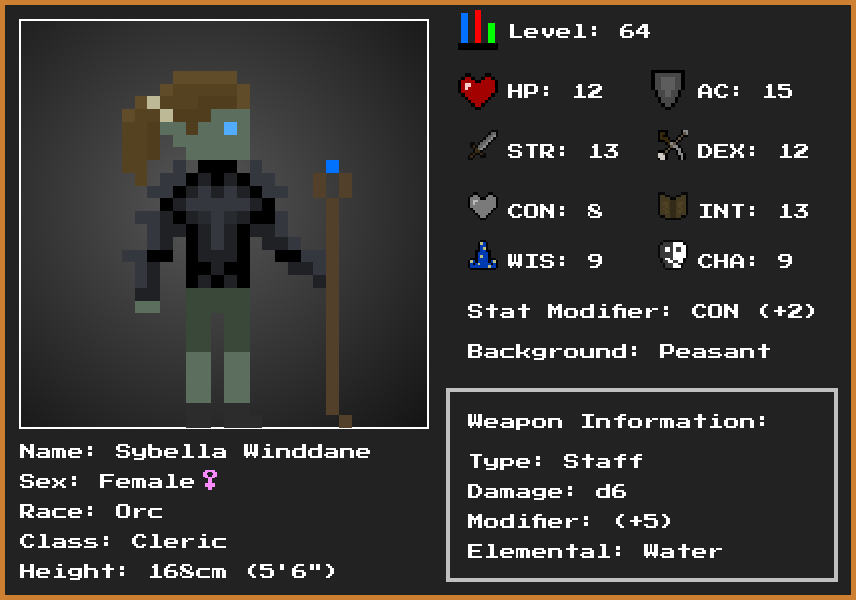 Level: 64
HP: 12
AC: 15
STR: 13
DEX: 12
CON: 8
INT: 13
WIS: 9
CHA: 9
Stat Modifier: CON (+2)
Background: Peasant
Weapon Information:
Type: Staff
Damage: d6
Modifier: (+5)
Elemental: Water
Name: Sybella Winddane
Sex: Female♀
Race: Orc
Class: Cleric
Height: 168cm (5'6")